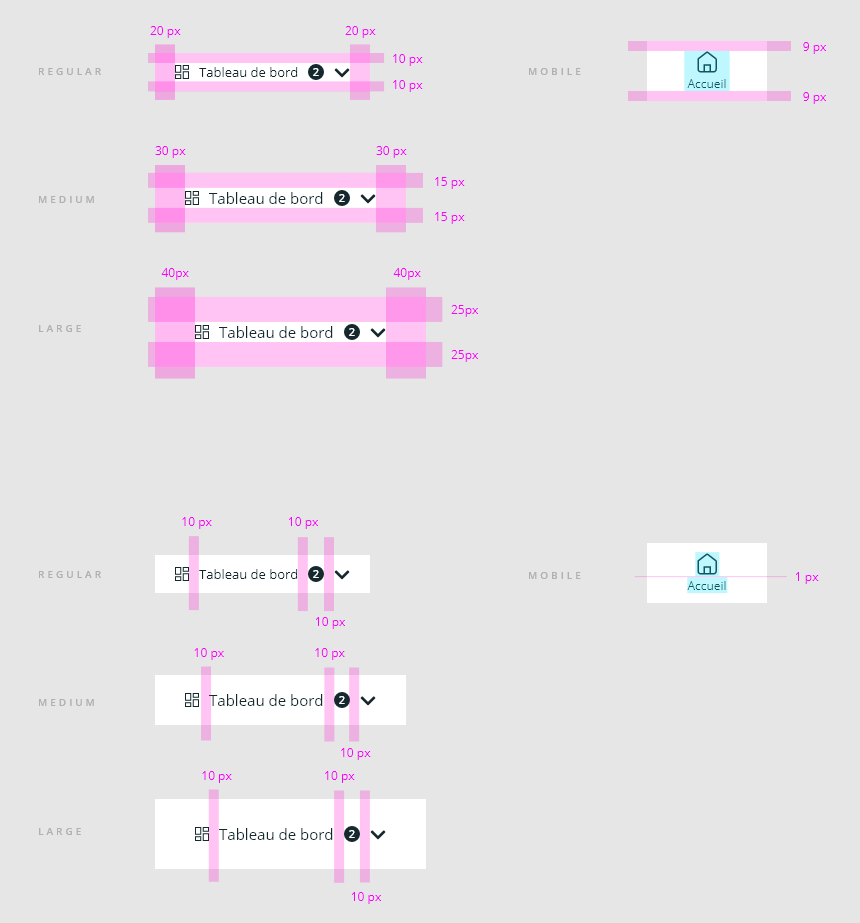 20 px 20 px
REGULAR Tableau de bord 2 10 px
10 px
MOBILE Accueil 9 px
9 px
30 px 30 px
MEDIUM Tableau de bord 2 15 px
15 px
40px 40px
LARGE Tableau de bord 2 25px
25px
10 px 10 px
REGULAR Tableau de bord 2
10 px
MOBILE Accueil 1 px
10 px 10 px
MEDIUM Tableau de bord 2
10 px
10 px 10 px
LARGE Tableau de bord 2
10 px